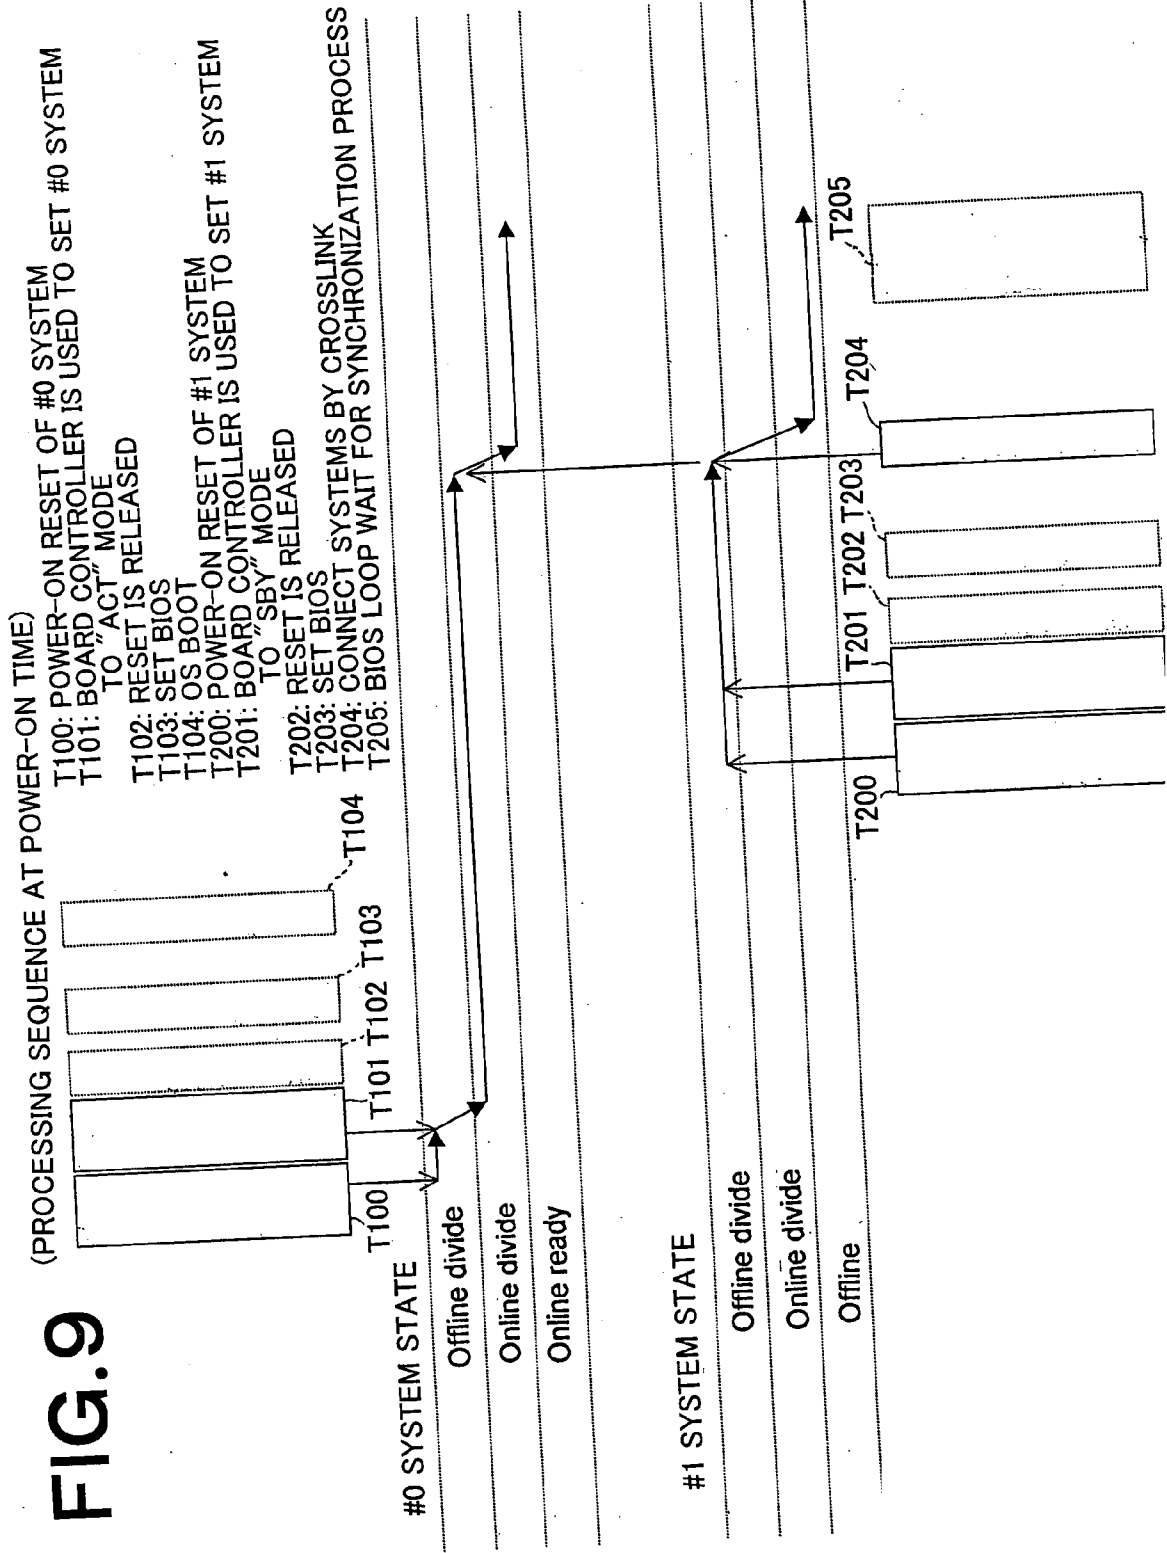 FIG.9
(PROCESSING SEQUENCE AT POWER-ON TIME)
T100: POWER-ON RESET OF #0 SYSTEM
T101: BOARD CONTROLLER IS USED TO SET #0 SYSTEM
TO "ACT" MODE
T102: RESET IS RELEASED
T103: SET BIOS
T104: OS BOOT
T200: POWER-ON RESET OF #1 SYSTEM
T201: BOARD CONTROLLER IS USED TO SET #1 SYSTEM
TO "SBY" MODE
T202: RESET IS RELEASED
T203: SET BIOS
T204: CONNECT SYSTEMS BY CROSSLINK
T205: BIOS LOOP WAIT FOR SYNCHRONIZATION PROCESS
T100
T101
T102
T103
T104
#0 SYSTEM STATE
Offline divide
Online divide
Online ready
#1 SYSTEM STATE
Offline divide
Online divide
Offline
T200
T201
T202
T203
T204
T205